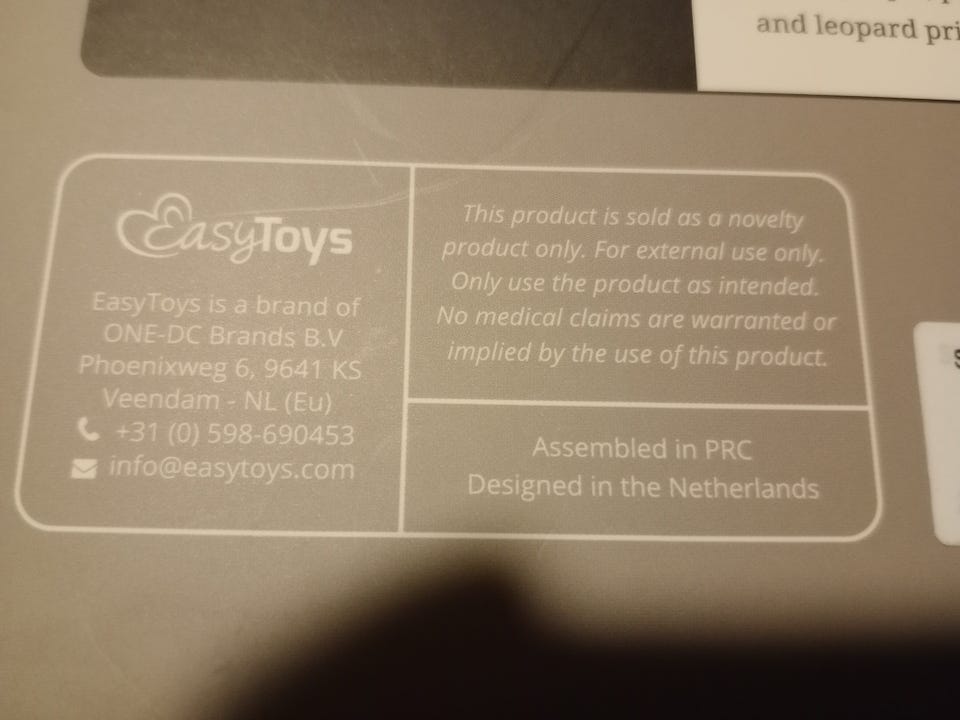 and leopard
EasyToys
EasyToys is a brand of
ONE-DC Brands B.V
Phoenixweg 6, 9641 KS
Veendam - NL (Eu)
+31 (0) 598-690453
info@easytoys.com
This product is sold as a novelty
product only. For external use only.
Only use the product as intended.
No medical claims are warranted or
implied by the use of this product.
Assembled in PRC
Designed in the Netherlands